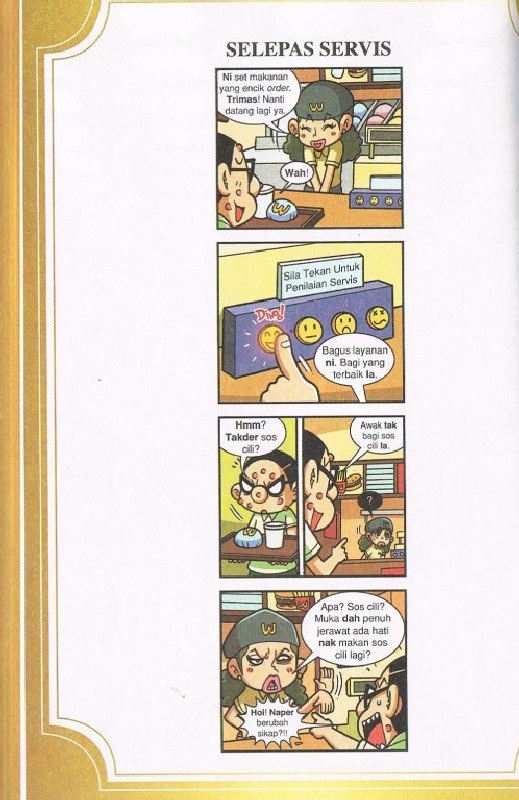 SELEPAS SERVIS
Ni set makanan
yang encik order.
Trimas! Nanti
datang lagi ya.
W
Wah!
W
Sila Tekan Untuk
Penilaian Servis
Ding!
Bagus layanan
ni. Bagi yang
terbaik la.
Hmm?
Takder sos
cili?
Awak tak
bagi sos
cili la.
?
Apa? Sos cili?
Muka dah penuh
jerawat ada hati
nak makan sos
cili lagi?
W
Hoi! Naper
berubah
sikap?!!